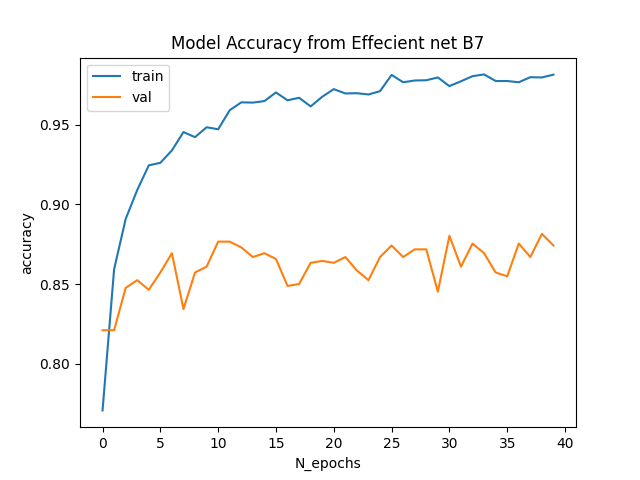 Model Accuracy from Effecient net B7
train
val
accuracy
0.95
0.90
0.85
0.80
0 5 10 15 20 25 30 35 40
N_epochs